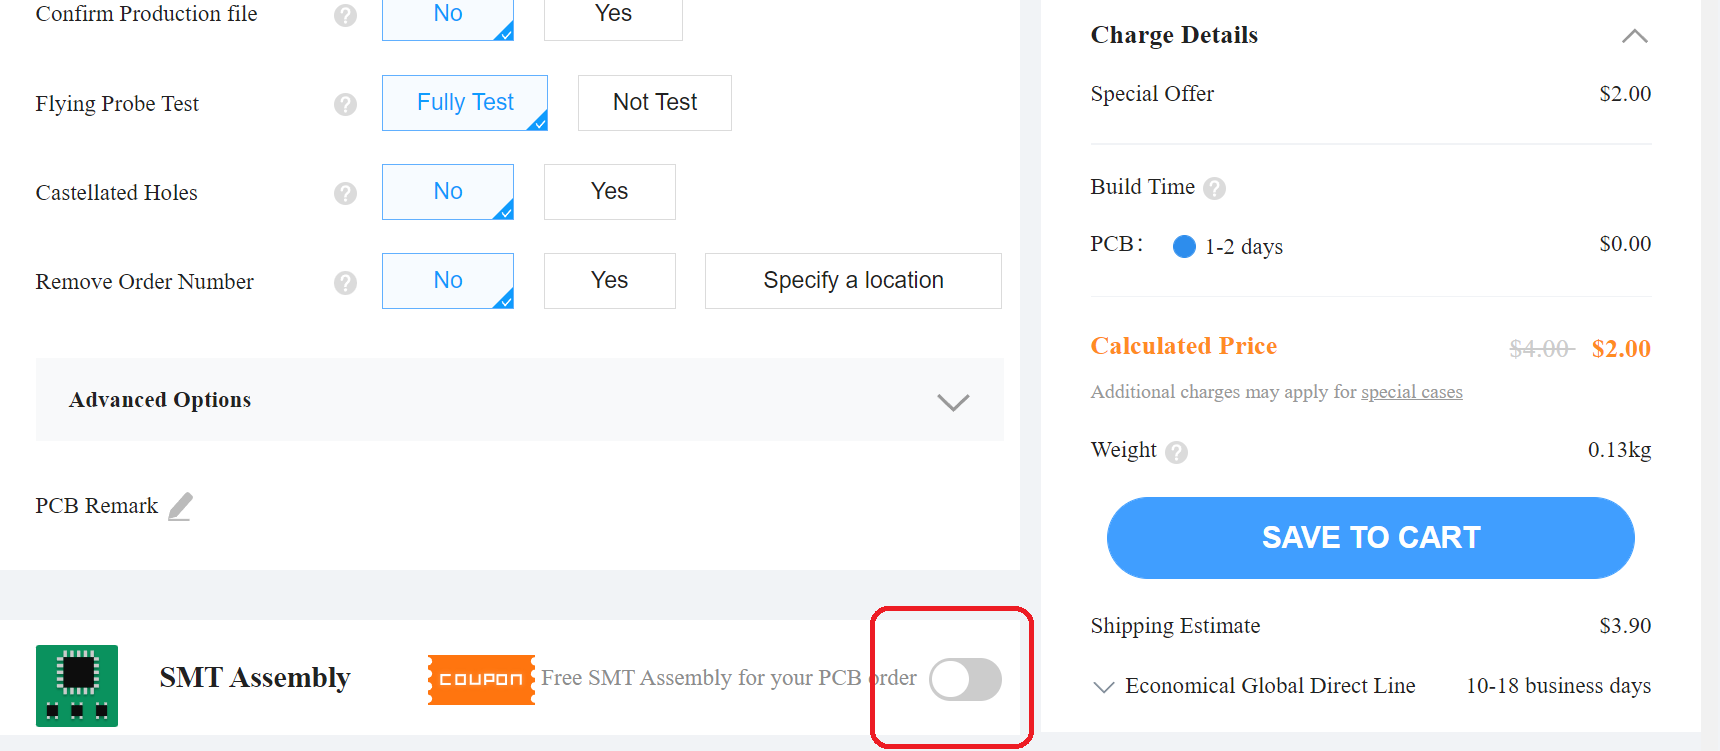 Confirm Production file ? No Yes
Flying Probe Test ? Fully Test Not Test
Castellated Holes ? No Yes
Remove Order Number ? No Yes Specify a location
Advanced Options
PCB Remark
SMT Assembly COUPON Free SMT Assembly for your PCB order
Charge Details
Special Offer $2.00
Build Time ?
PCB: 1-2 days $0.00
Calculated Price $4.00 $2.00
Additional charges may apply for special cases
Weight ? 0.13kg
SAVE TO CART
Shipping Estimate $3.90
Economical Global Direct Line 10-18 business days